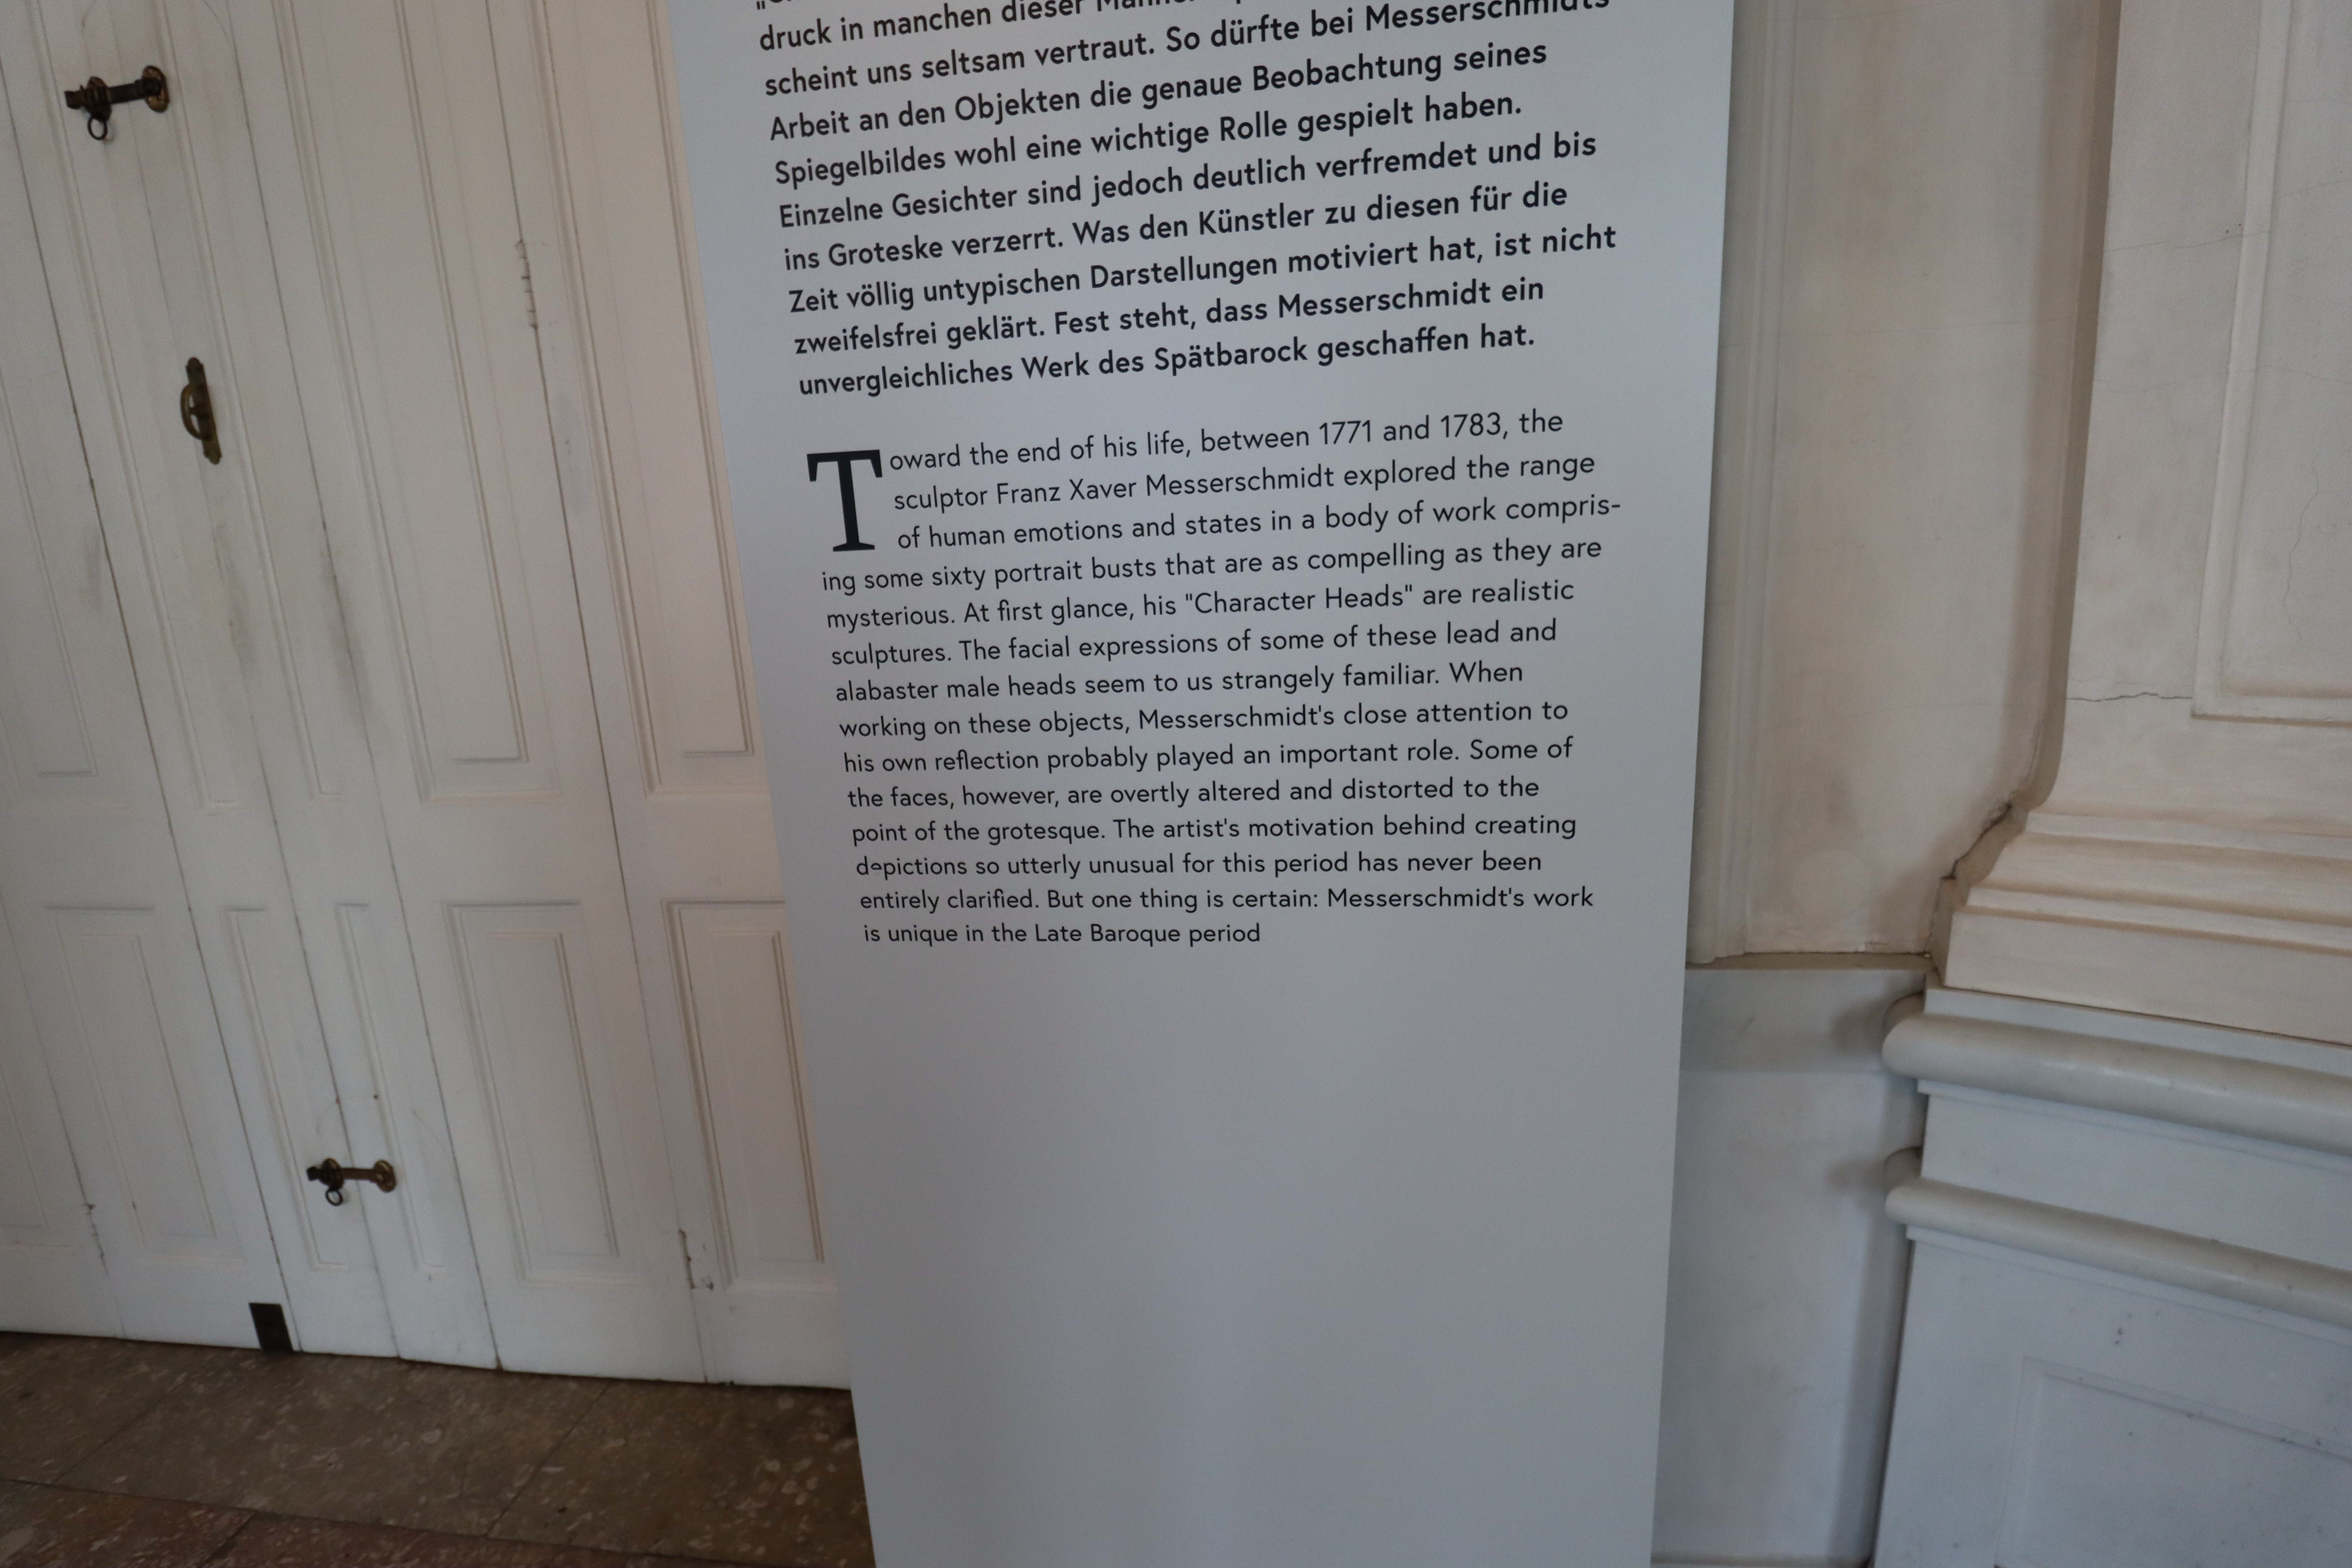 druck in manchen dieser
scheint uns seltsam vertraut. So dürfte bei Messerschmidts
Arbeit an den Objekten die genaue Beobachtung seines
Spiegelbildes wohl eine wichtige Rolle gespielt haben.
Einzelne Gesichter sind jedoch deutlich verfremdet und bis
ins Groteske verzerrt. Was den Künstler zu diesen für die
Zeit völlig untypischen Darstellungen motiviert hat, ist nicht
zweifelsfrei geklärt. Fest steht, dass Messerschmidt ein
unvergleichliches Werk des Spätbarock geschaffen hat.
Toward the end of his life, between 1771 and 1783, the
sculptor Franz Xaver Messerschmidt explored the range
of human emotions and states in a body of work compris-
ing some sixty portrait busts that are as compelling as they are
mysterious. At first glance, his "Character Heads" are realistic
sculptures. The facial expressions of some of these lead and
alabaster male heads seem to us strangely familiar. When
working on these objects, Messerschmidt's close attention to
his own reflection probably played an important role. Some of
the faces, however, are overtly altered and distorted to the
point of the grotesque. The artist's motivation behind creating
depictions so utterly unusual for this period has never been
entirely clarified. But one thing is certain: Messerschmidt's work
is unique in the Late Baroque period